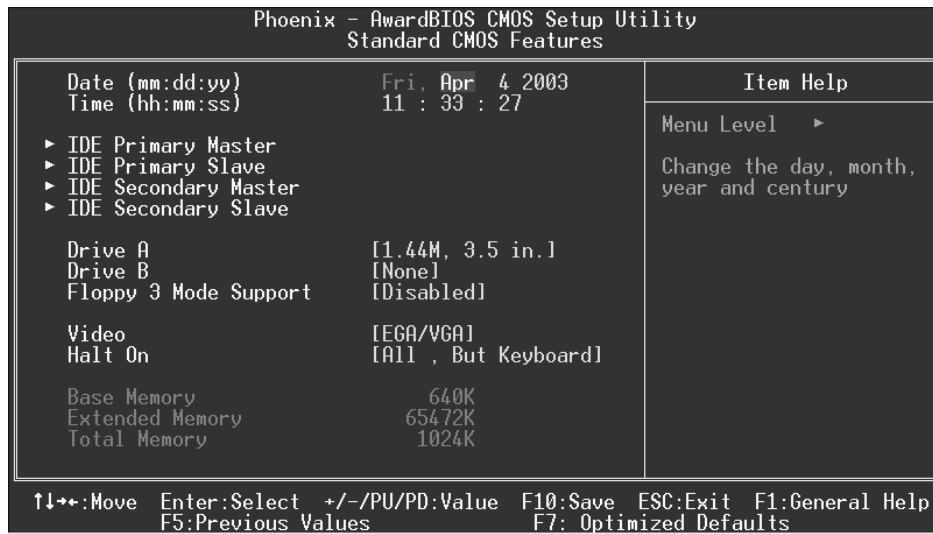 Phoenix - AwardBIOS CMOS Setup Utility
Standard CMOS Features
Date (mm:dd:yy) Fri, Apr 4 2003
Time (hh:mm:ss) 11 : 33 : 27
► IDE Primary Master
► IDE Primary Slave
► IDE Secondary Master
► IDE Secondary Slave
Drive A [1.44M, 3.5 in.]
Drive B [None]
Floppy 3 Mode Support [Disabled]
Video [EGA/VGA]
Halt On [All , But Keyboard]
Base Memory 640K
Extended Memory 65472K
Total Memory 1024K
Item Help
Menu Level ►
Change the day, month,
year and century
↑↓→←:Move Enter:Select +/-/PU/PD:Value F10:Save ESC:Exit F1:General Help
F5:Previous Values F7: Optimized Defaults